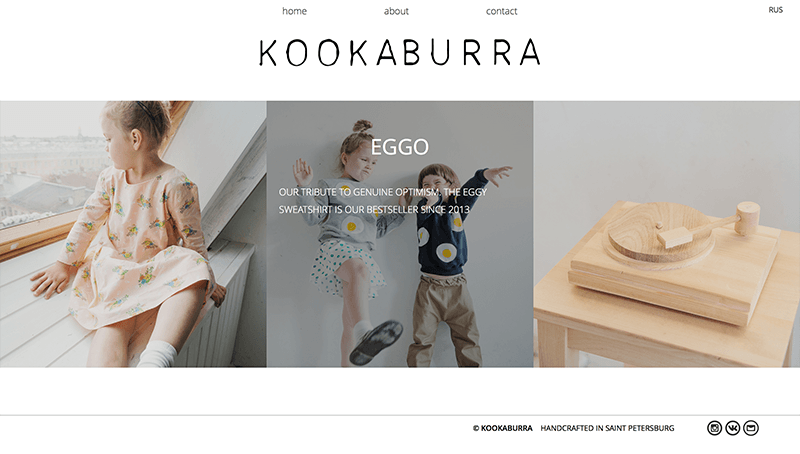 home about contact RUS
KOOKABURRA
EGGO
OUR TRIBUTE TO GENUINE OPTIMISM. THE EGGY
SWEATSHIRT IS OUR BESTSELLER SINCE 2013
© KOOKABURRA HANDCRAFTED IN SAINT PETERSBURG